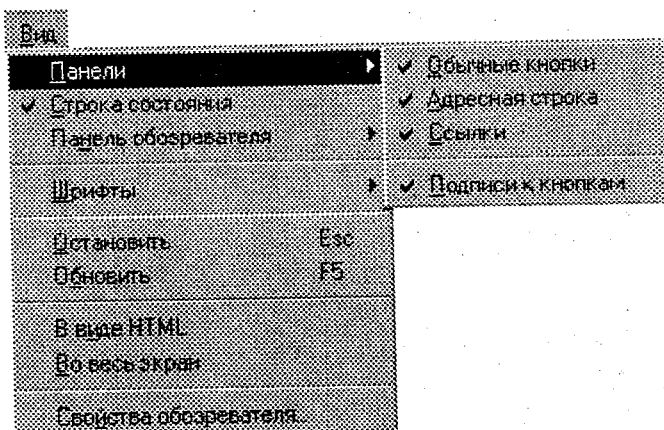 Вид
Панели
Строка состояния
Панель обозревателя
Шрифты
Остановить Esc
Обновить F5
В виде HTML
Во весь экран
Свойства обозревателя...
Обычные кнопки
Адресная строка
Ссылки
Подписи к кнопкам